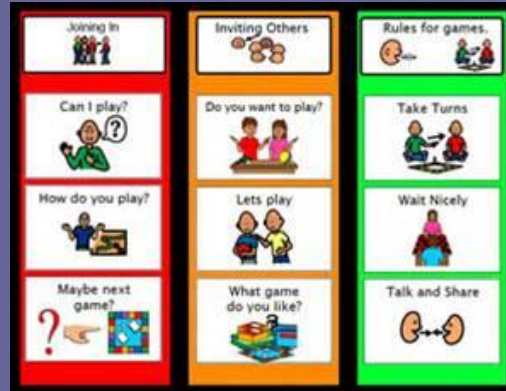 Joining In
Can I play?
How do you play?
Maybe next
game?
Inviting Others
Do you want to play?
Lets play
What game
do you like?
Rules for games.
Take Turns
Wait Nicely
Talk and Share